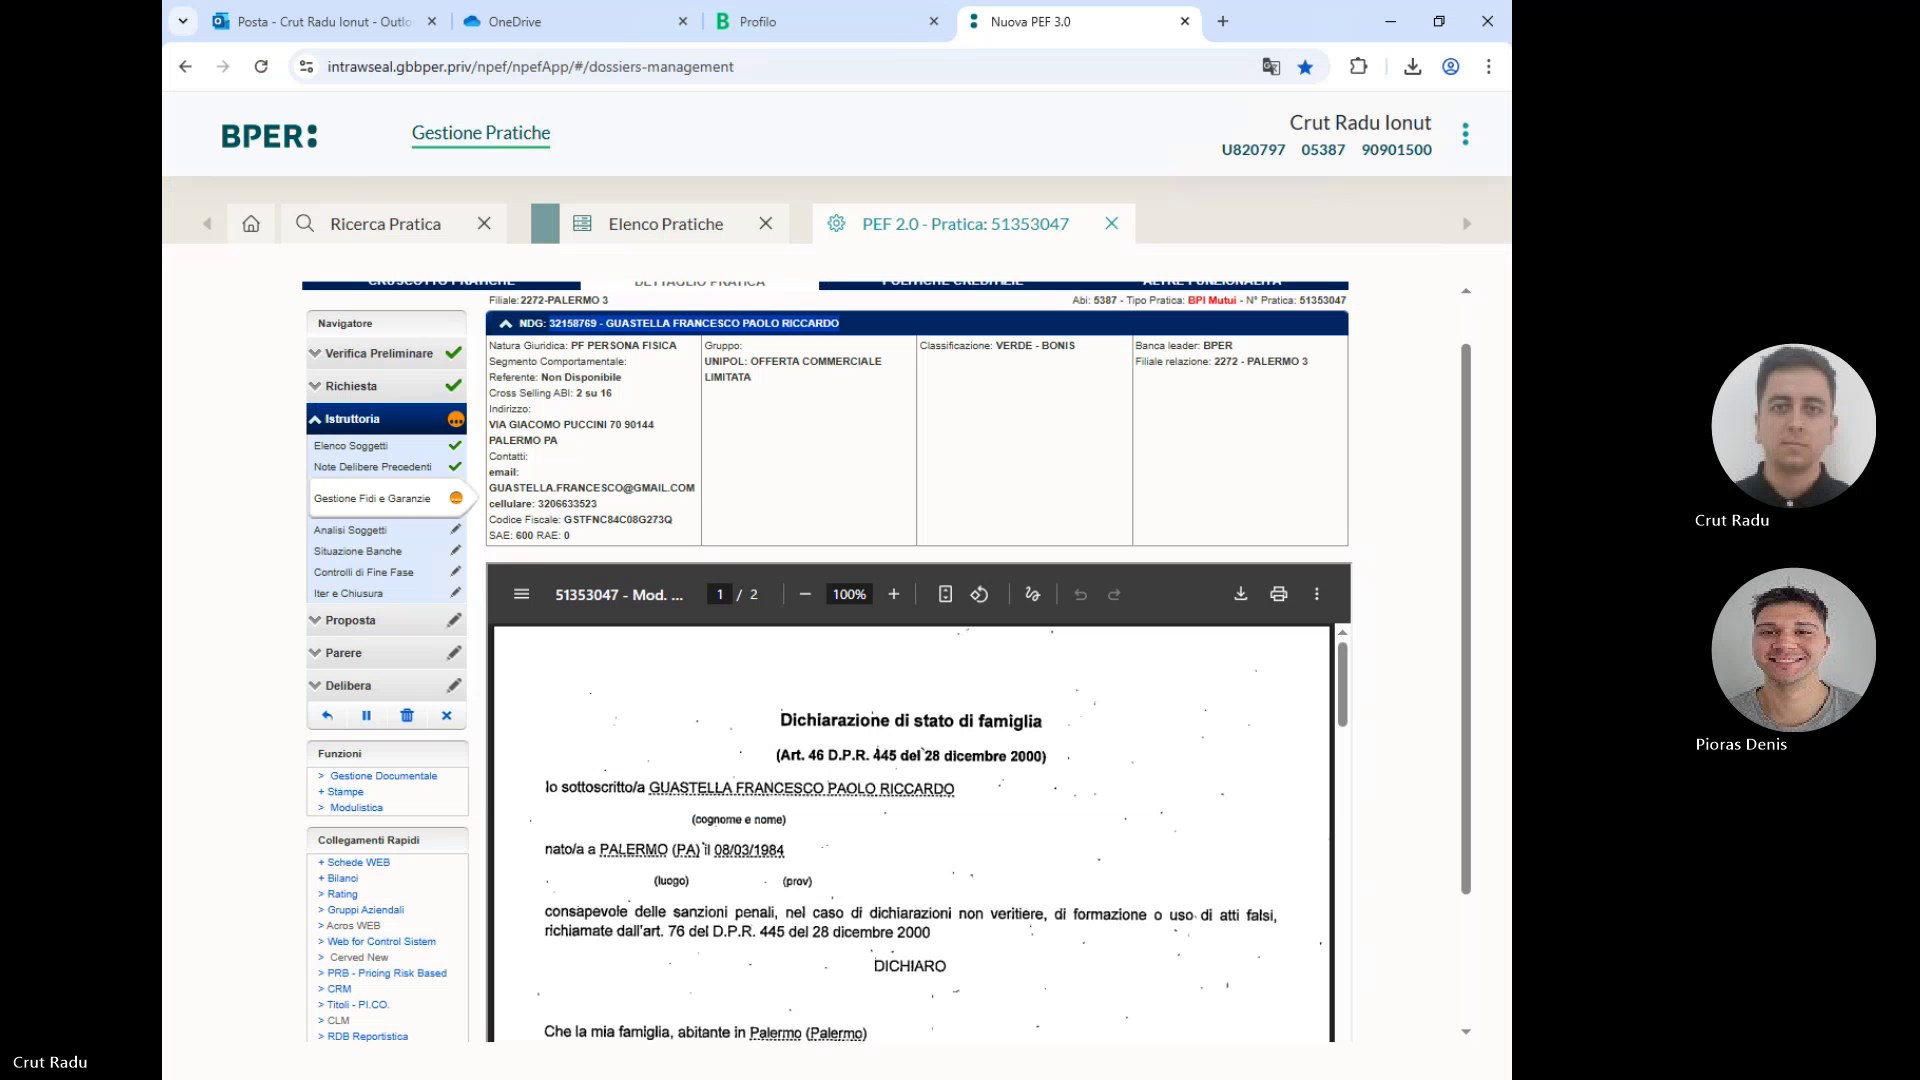 Posta - Crut Radu Ionut - Outlo
OneDrive
Profilo
Nuova PEF 3.0
intrawseal.gbbper.priv/npef/npefApp/#/dossiers-management
BPER:
Gestione Pratiche
Crut Radu Ionut
U820797 05387 90901500
Ricerca Pratica
Elenco Pratiche
PEF 2.0 - Pratica: 51353047
CRUSCOTTO PRATICHE
DETTAGLIO PRATICA
POLITICHE CREDITIZIE
ALTRE FUNZIONALITÀ
Filiale: 2272-PALERMO 3
Abi: 5387 - Tipo Pratica: BPI Mutui - N° Pratica: 51353047
Navigatore
Verifica Preliminare
Richiesta
Istruttoria
Elenco Soggetti
Note Delibere Precedenti
Gestione Fidi e Garanzie
Analisi Soggetti
Situazione Banche
Controlli di Fine Fase
Iter e Chiusura
Proposta
Parere
Delibera
Funzioni
> Gestione Documentale
+ Stampe
> Modulistica
Collegamenti Rapidi
+ Schede WEB
+ Bilanci
> Rating
> Gruppi Aziendali
> Acros WEB
> Web for Control Sistem
> Cerved New
> PRB - Pricing Risk Based
> CRM
> Titoli - PI.CO.
> CLM
> RDB Reportistica
NDG: 32158769 - GUASTELLA FRANCESCO PAOLO RICCARDO
Natura Giuridica: PF PERSONA FISICA
Segmento Comportamentale:
Referente: Non Disponibile
Cross Selling ABI: 2 su 16
Indirizzo:
VIA GIACOMO PUCCINI 70 90144
PALERMO PA
Contatti:
email:
GUASTELLA.FRANCESCO@GMAIL.COM
cellulare: 3206633523
Codice Fiscale: GSTFNC84C08G273Q
SAE: 600 RAE: 0
Gruppo:
UNIPOL: OFFERTA COMMERCIALE
LIMITATA
Classificazione: VERDE - BONIS
Banca leader: BPER
Filiale relazione: 2272 - PALERMO 3
51353047 - Mod. ...
1 / 2
100%
Dichiarazione di stato di famiglia
(Art. 46 D.P.R. 445 del 28 dicembre 2000)
Io sottoscritto/a GUASTELLA FRANCESCO PAOLO RICCARDO
(cognome e nome)
nato/a a PALERMO (PA) il 08/03/1984
(luogo) (prov)
consapevole delle sanzioni penali, nel caso di dichiarazioni non veritiere, di formazione o uso di atti falsi,
richiamate dall'art. 76 del D.P.R. 445 del 28 dicembre 2000
DICHIARO
Che la mia famiglia, abitante in Palermo (Palermo)
Crut Radu
Pioras Denis
Crut Radu